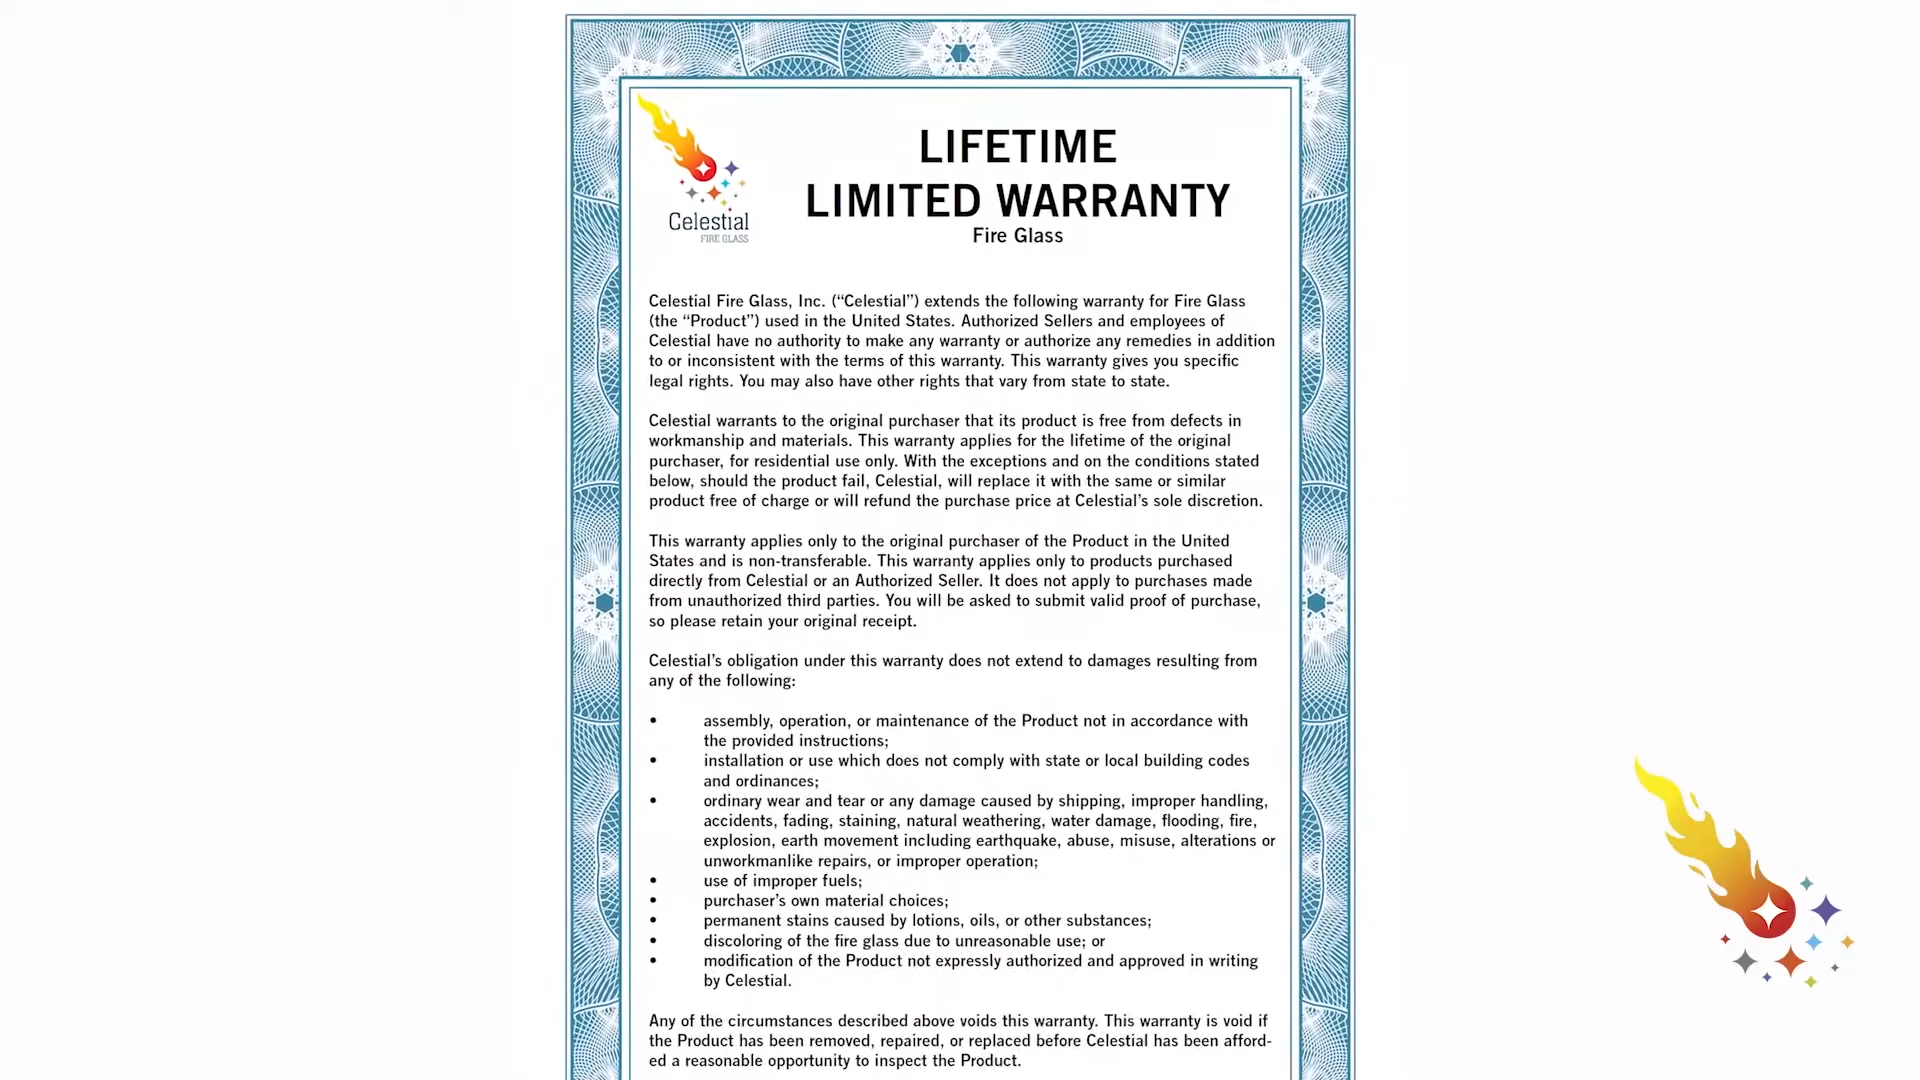 LIFETIME
LIMITED WARRANTY
Fire Glass
Celestial
FIRE GLASS
Celestial Fire Glass, Inc. (“Celestial”) extends the following warranty for Fire Glass
(the “Product”) used in the United States. Authorized Sellers and employees of
Celestial have no authority to make any warranty or authorize any remedies in addition
to or inconsistent with the terms of this warranty. This warranty gives you specific
legal rights. You may also have other rights that vary from state to state.
Celestial warrants to the original purchaser that its product is free from defects in
workmanship and materials. This warranty applies for the lifetime of the original
purchaser, for residential use only. With the exceptions and on the conditions stated
below, should the product fail, Celestial, will replace it with the same or similar
product free of charge or will refund the purchase price at Celestial’s sole discretion.
This warranty applies only to the original purchaser of the Product in the United
States and is non-transferable. This warranty applies only to products purchased
directly from Celestial or an Authorized Seller. It does not apply to purchases made
from unauthorized third parties. You will be asked to submit valid proof of purchase,
so please retain your original receipt.
Celestial’s obligation under this warranty does not extend to damages resulting from
any of the following:
• assembly, operation, or maintenance of the Product not in accordance with
the provided instructions;
• installation or use which does not comply with state or local building codes
and ordinances;
• ordinary wear and tear or any damage caused by shipping, improper handling,
accidents, fading, staining, natural weathering, water damage, flooding, fire,
explosion, earth movement including earthquake, abuse, misuse, alterations or
unworkmanlike repairs, or improper operation;
• use of improper fuels;
• purchaser’s own material choices;
• permanent stains caused by lotions, oils, or other substances;
• discoloring of the fire glass due to unreasonable use; or
• modification of the Product not expressly authorized and approved in writing
by Celestial.
Any of the circumstances described above voids this warranty. This warranty is void if
the Product has been removed, repaired, or replaced before Celestial has been afford-
ed a reasonable opportunity to inspect the Product.